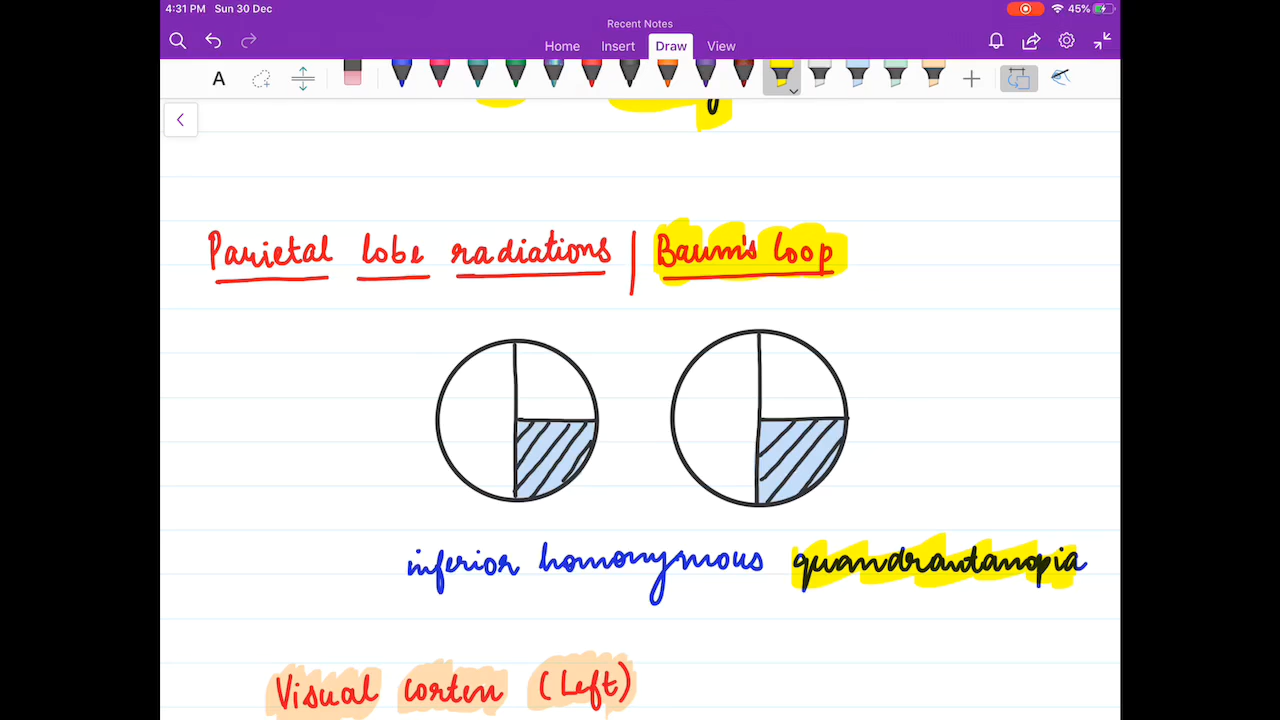 4:31 PM Sun 30 Dec
45%
Recent Notes
Home Insert Draw View
A
Parietal lobe radiations | Baum's loop
inferior homonymous quandrantanopia
Visual corten (Left)